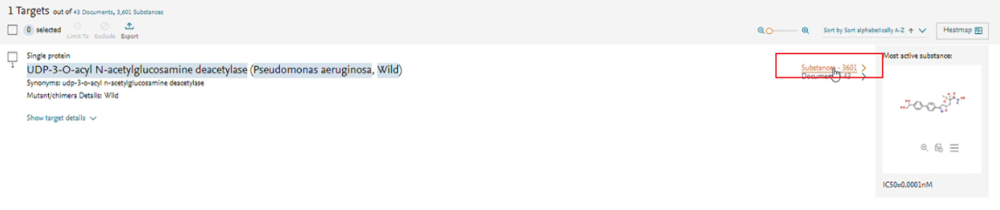 1 Targets out of 43 Documents, 3,601 Substances
0 selected Limit To Exclude Export
Sort by Sort alphabetically A-Z
Heatmap
Single protein
1
UDP-3-O-acyl N-acetylglucosamine deacetylase (Pseudomonas aeruginosa, Wild)
Synonyms: udp-3-o-acyl n-acetylglucosamine deacetylase
Mutant/chimera Details: Wild
Show target details
Substances - 3601
Documents - 43
Most active substance:
IC50=0.0001nM